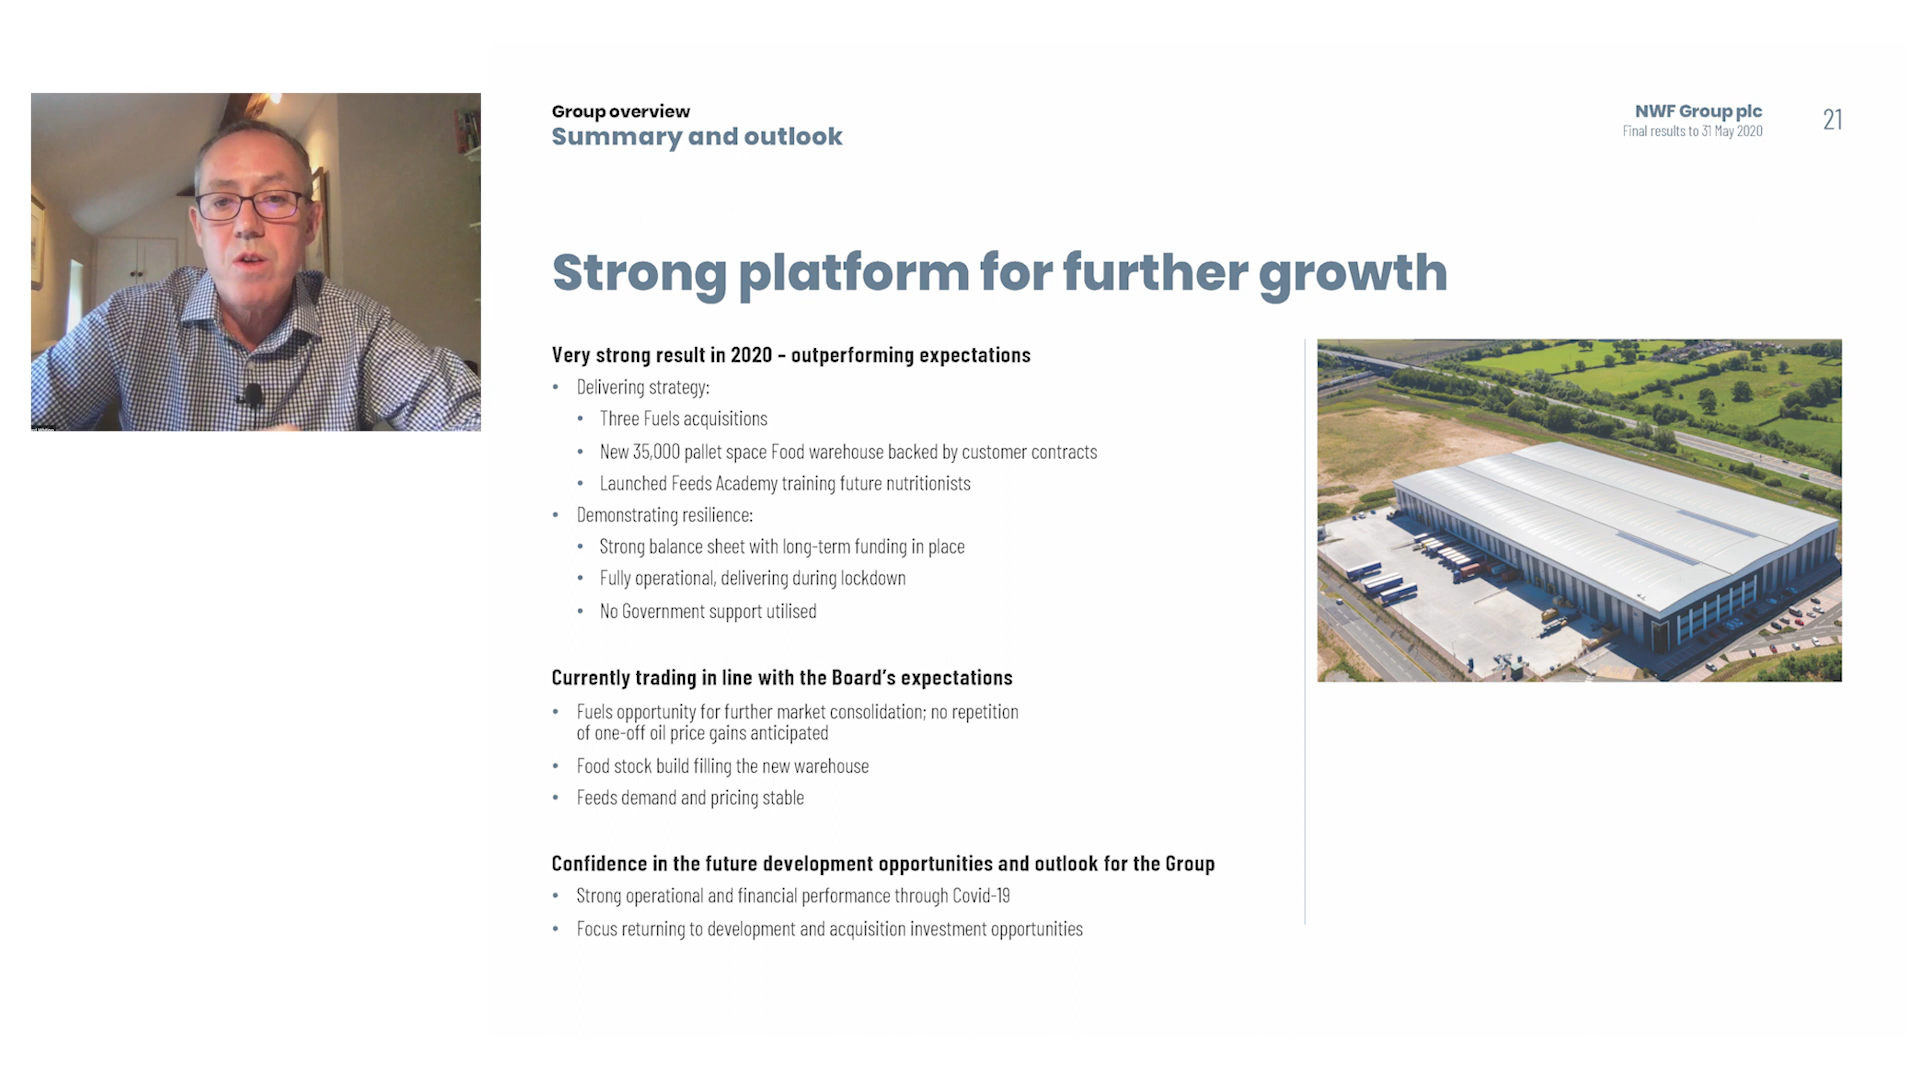 Group overview
Summary and outlook
NWF Group plc
Final results to 31 May 2020
21
Strong platform for further growth
Very strong result in 2020 – outperforming expectations
• Delivering strategy:
• Three Fuels acquisitions
• New 35,000 pallet space Food warehouse backed by customer contracts
• Launched Feeds Academy training future nutritionists
• Demonstrating resilience:
• Strong balance sheet with long-term funding in place
• Fully operational, delivering during lockdown
• No Government support utilised
Currently trading in line with the Board’s expectations
• Fuels opportunity for further market consolidation; no repetition
of one-off oil price gains anticipated
• Food stock build filling the new warehouse
• Feeds demand and pricing stable
Confidence in the future development opportunities and outlook for the Group
• Strong operational and financial performance through Covid-19
• Focus returning to development and acquisition investment opportunities